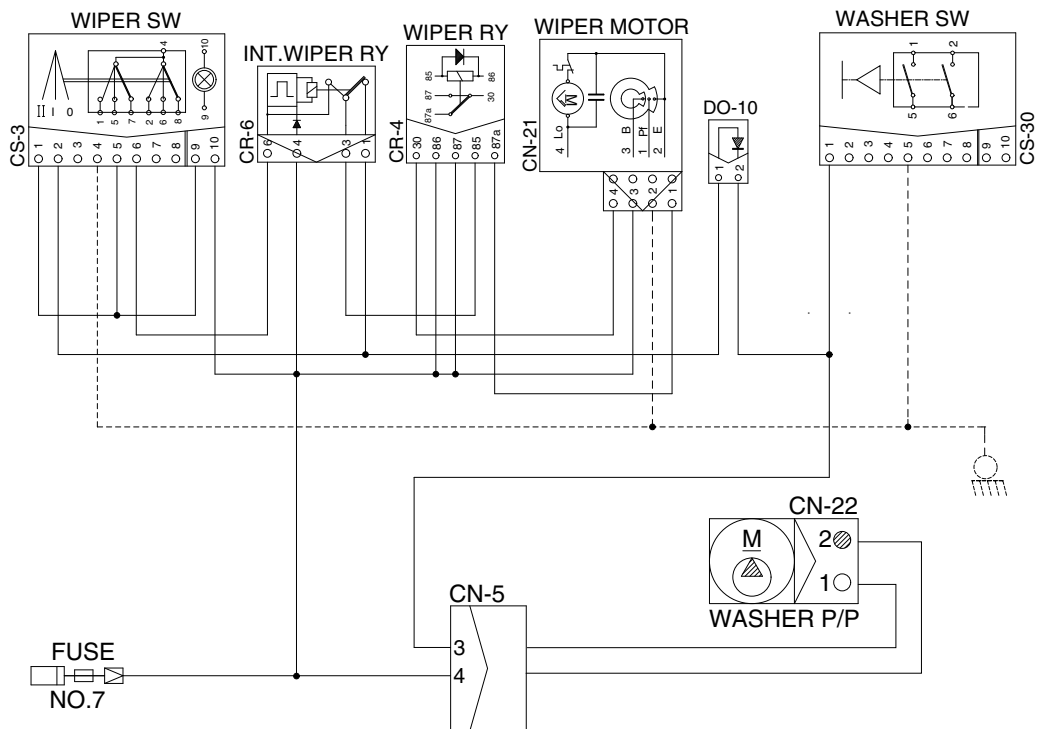 WIPER SW
INT.WIPER RY
WIPER RY
WIPER MOTOR
WASHER SW
DO-10
4
10
II I 0
1 5 7 2 6 8
9
CS-3
1 2 3 4 5 6 7 8 9 10
CR-6
6 4 3 1
85 86
87 30
87a
CR-4
30 86 87 85 87a
M
Lo B Pf E
4 3 1 2
CN-21
4 3 2 1
1 2
1 2
5 6
1 2 3 4 5 6 7 8 9 10
CS-30
CN-22
M
2
1
WASHER P/P
CN-5
3
4
FUSE
NO.7